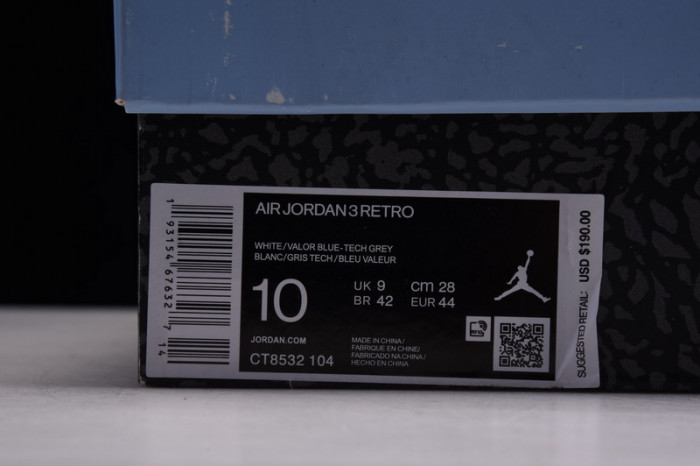 AIR JORDAN 3 RETRO
WHITE/VALOR BLUE-TECH GREY
BLANC/GRIS TECH/BLEU VALEUR
10
UK 9 cm 28
BR 42 EUR 44
JORDAN.COM
CT8532 104
MADE IN CHINA/
FABRIQUE EN CHINE/
FABRICADO NA CHINA/
HECHO EN CHINA
1 93154 67632 7 14
SUGGESTED RETAIL: USD $190.00